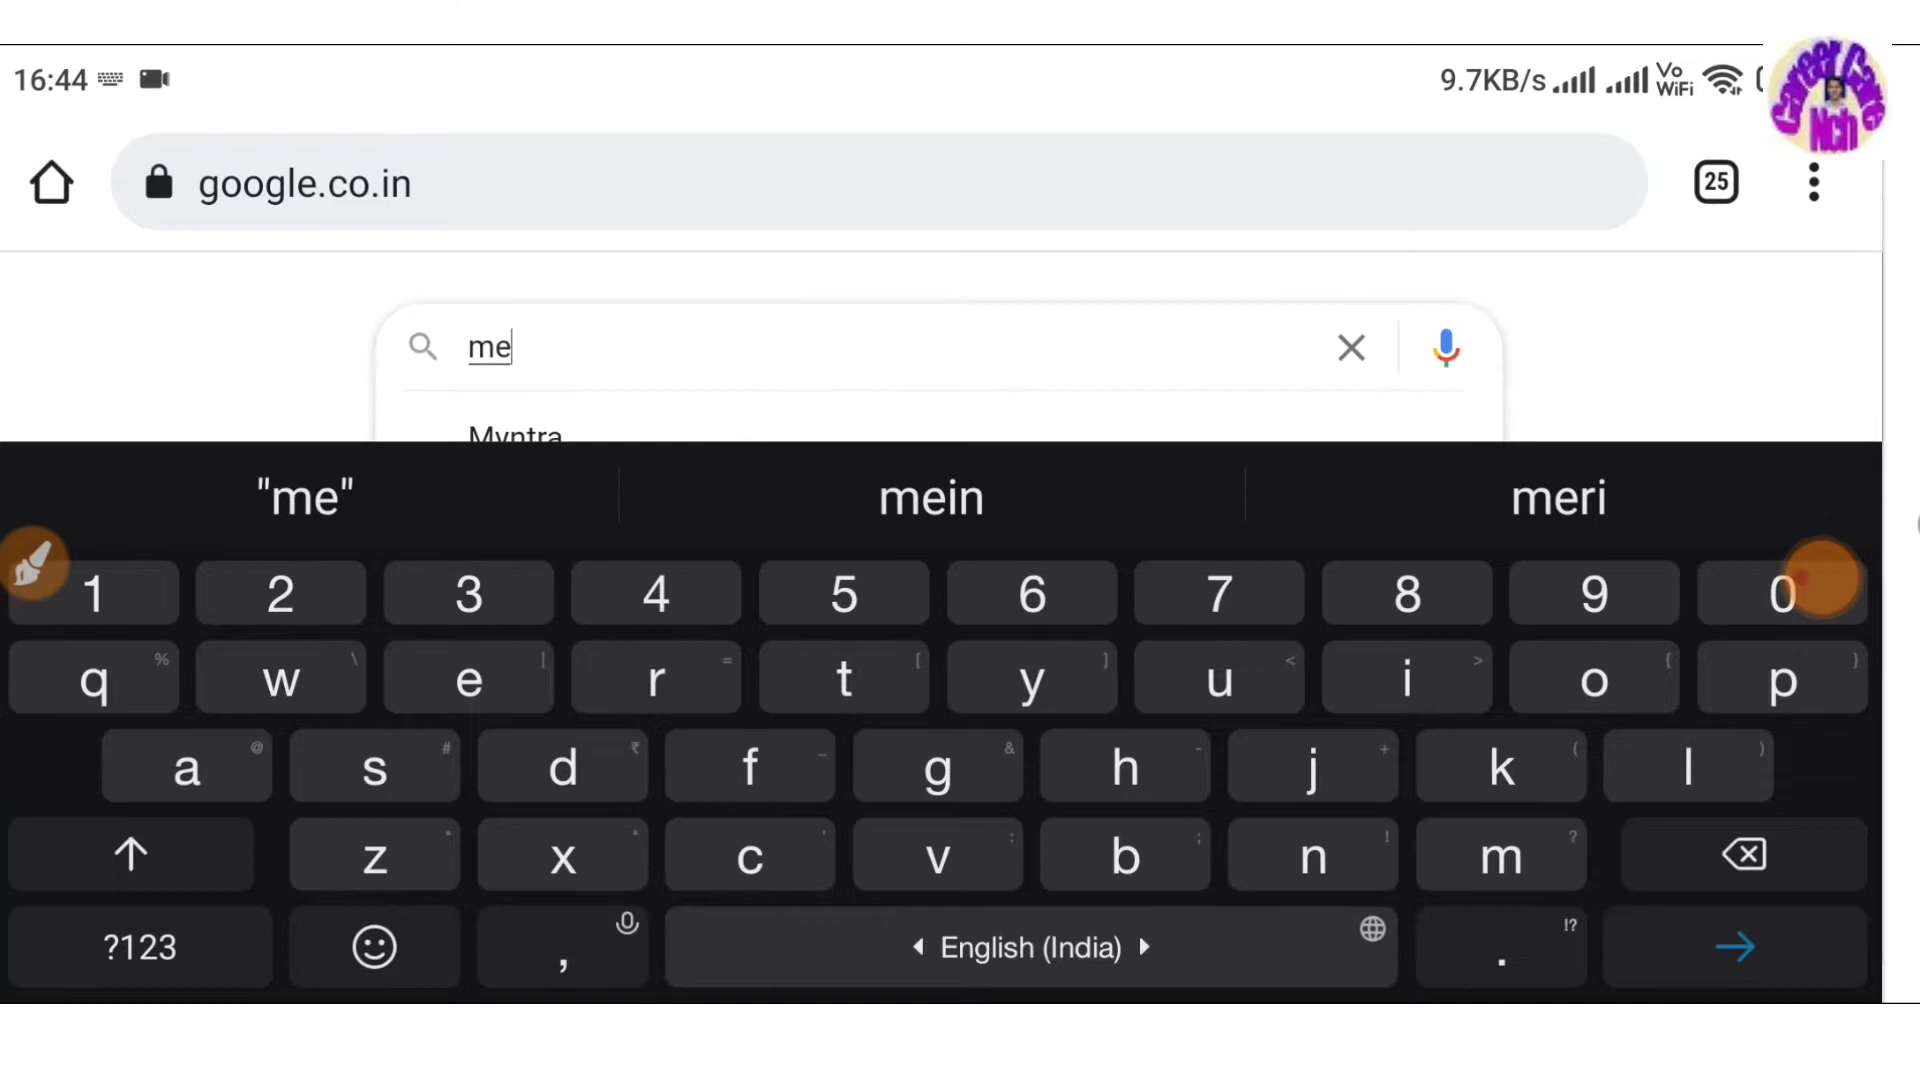 16:44
9.7KB/s Vo WiFi
google.co.in
25
me
Myntra
"me" mein meri
1 2 3 4 5 6 7 8 9 0
q % w \ e | r = t [ y ] u < i > o { p }
a @ s # d ₹ f _ g & h - j + k ( l )
z x c ' v : b ; n ! m ?
?123 , English (India) . !?
Nch